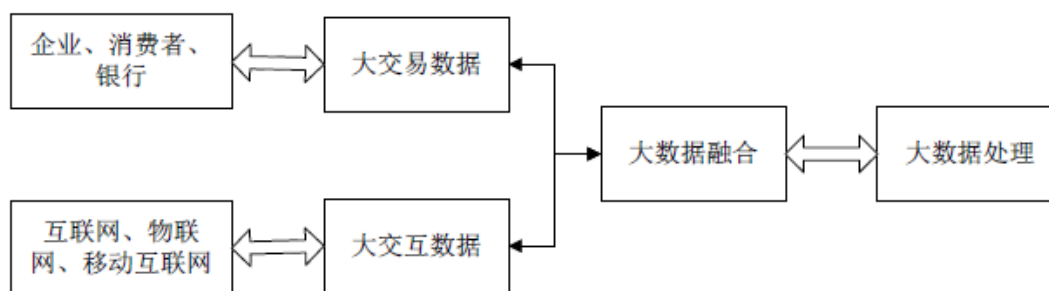 企业、消费者、
银行
大交易数据
大数据融合
大数据处理
互联网、物联
网、移动互联网
大交互数据